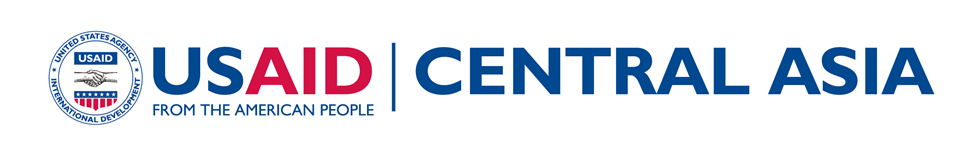 UNITED STATES AGENCY
USAID
INTERNATIONAL DEVELOPMENT
USAID
FROM THE AMERICAN PEOPLE
CENTRAL ASIA